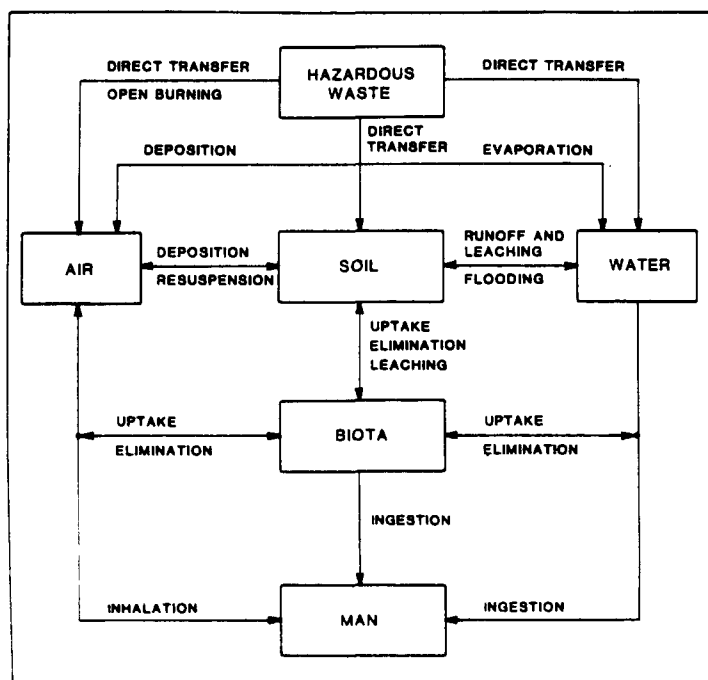 DIRECT TRANSFER
OPEN BURNING
HAZARDOUS
WASTE
DIRECT TRANSFER
DIRECT
TRANSFER
DEPOSITION
EVAPORATION
AIR
DEPOSITION
RESUSPENSION
SOIL
RUNOFF AND
LEACHING
FLOODING
WATER
UPTAKE
ELIMINATION
LEACHING
UPTAKE
ELIMINATION
BIOTA
UPTAKE
ELIMINATION
INGESTION
INHALATION
MAN
INGESTION